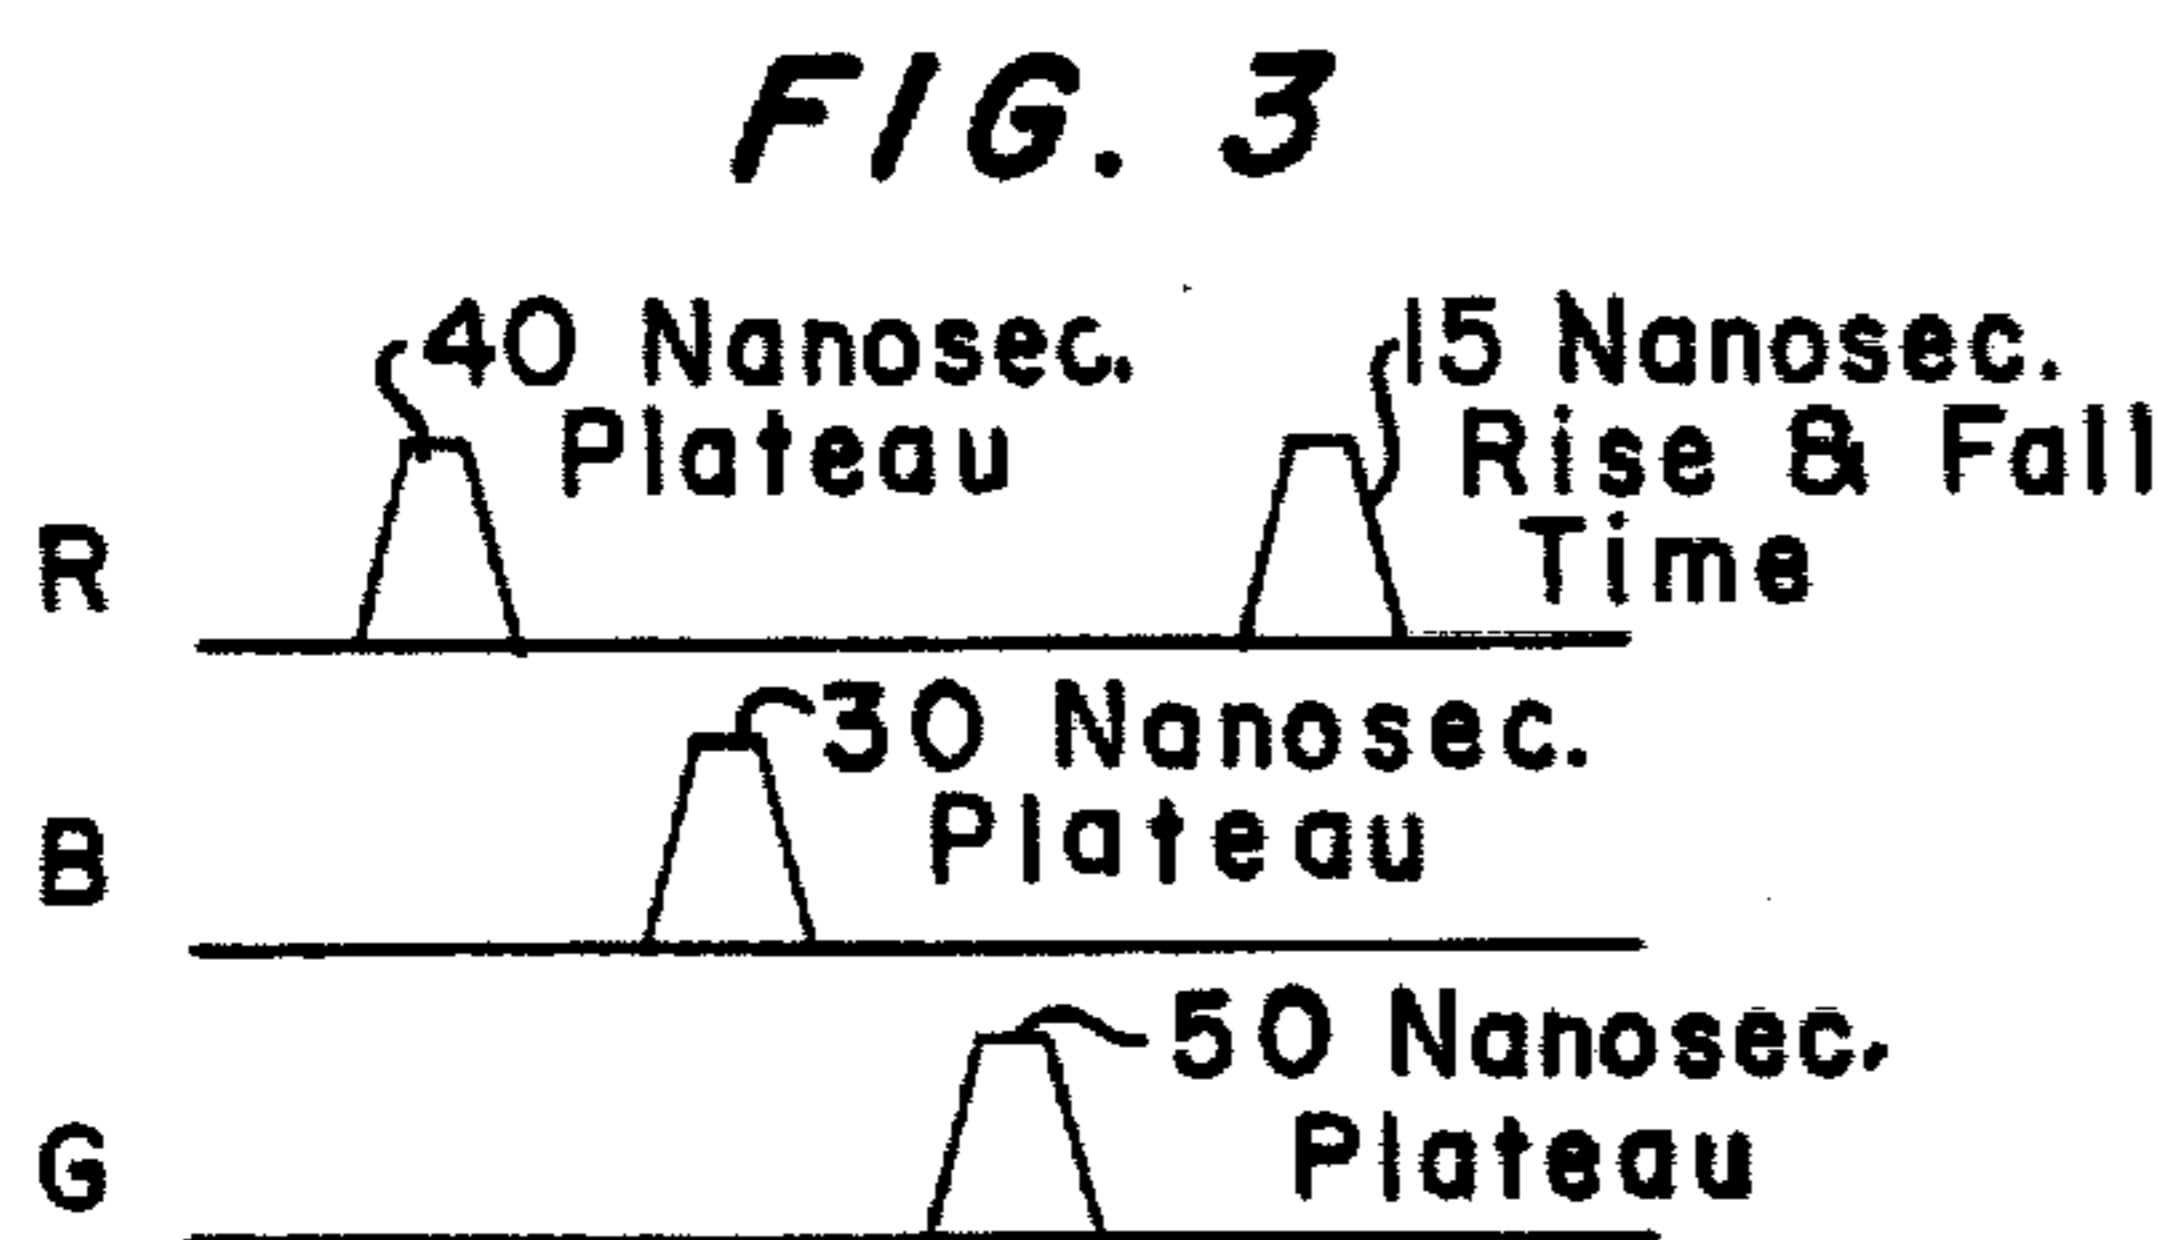 FIG. 3
40 Nanosec.
Plateau
15 Nanosec.
Rise & Fall
Time
R
30 Nanosec.
Plateau
B
50 Nanosec.
Plateau
G